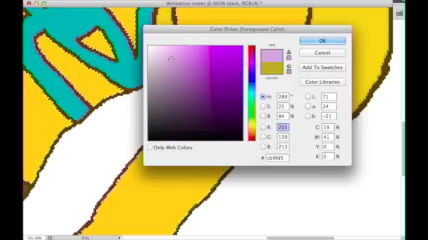 Color Picker (Foreground Color)
new
current
OK
Cancel
Add To Swatches
Color Libraries
H: 289 °
S: 25 %
B: 84 %
R: 203
G: 159
B: 213
# cb9fd5
L: 71
a: 24
b: -21
C: 19 %
M: 41 %
Y: 0 %
K: 0 %
Only Web Colors